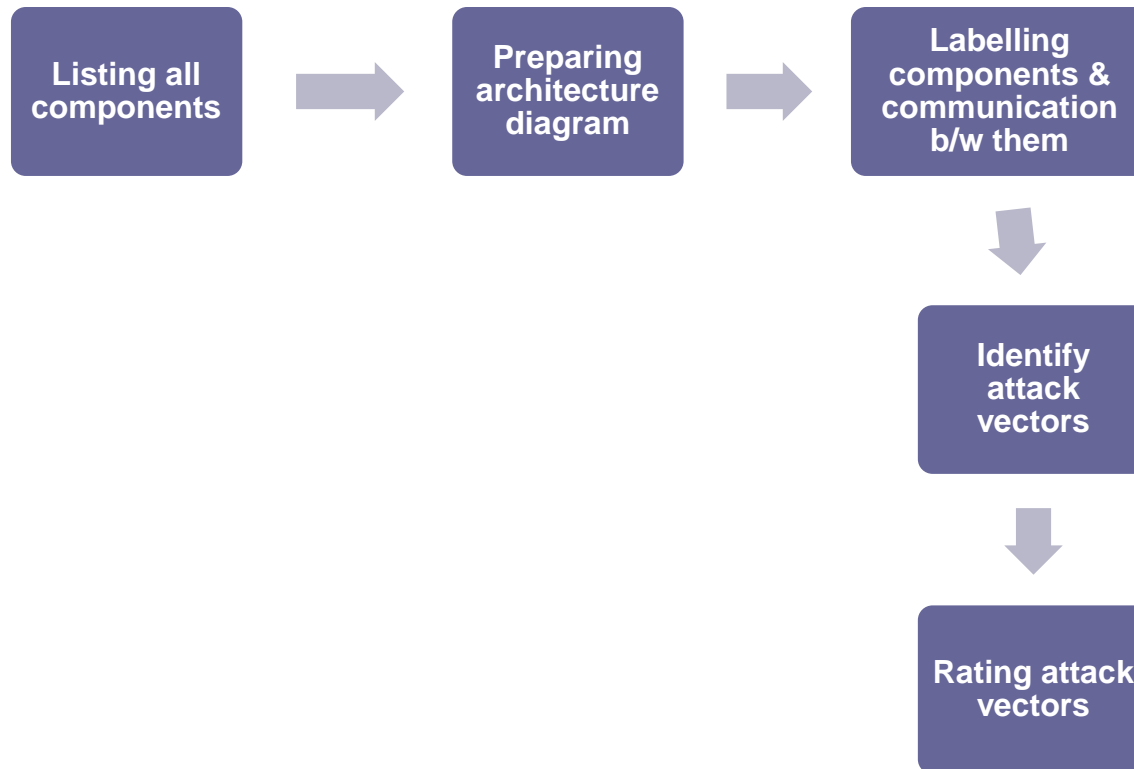 Listing all
components
Preparing
architecture
diagram
Labelling
components &
communication
b/w them
Identify
attack
vectors
Rating attack
vectors